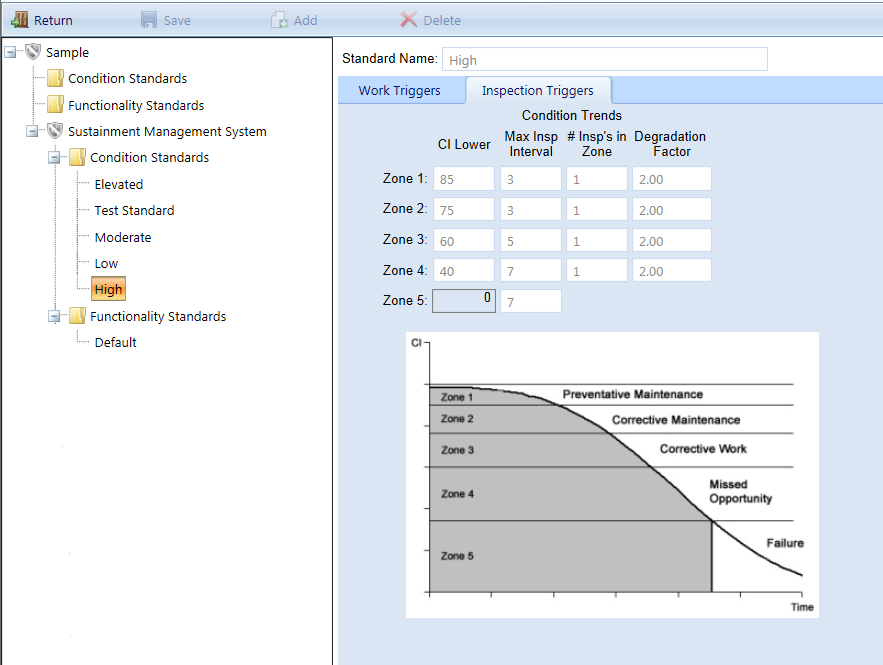 Return Save Add Delete
Sample
Condition Standards
Functionality Standards
Sustainment Management System
Condition Standards
Elevated
Test Standard
Moderate
Low
High
Functionality Standards
Default
Standard Name: High
Work Triggers Inspection Triggers
Condition Trends
CI Lower Max Insp Interval # Insp's in Zone Degradation Factor
Zone 1: 85 3 1 2.00
Zone 2: 75 3 1 2.00
Zone 3: 60 5 1 2.00
Zone 4: 40 7 1 2.00
Zone 5: 0 7
CI
Zone 1 Preventative Maintenance
Zone 2 Corrective Maintenance
Zone 3 Corrective Work
Zone 4 Missed Opportunity
Zone 5 Failure
Time